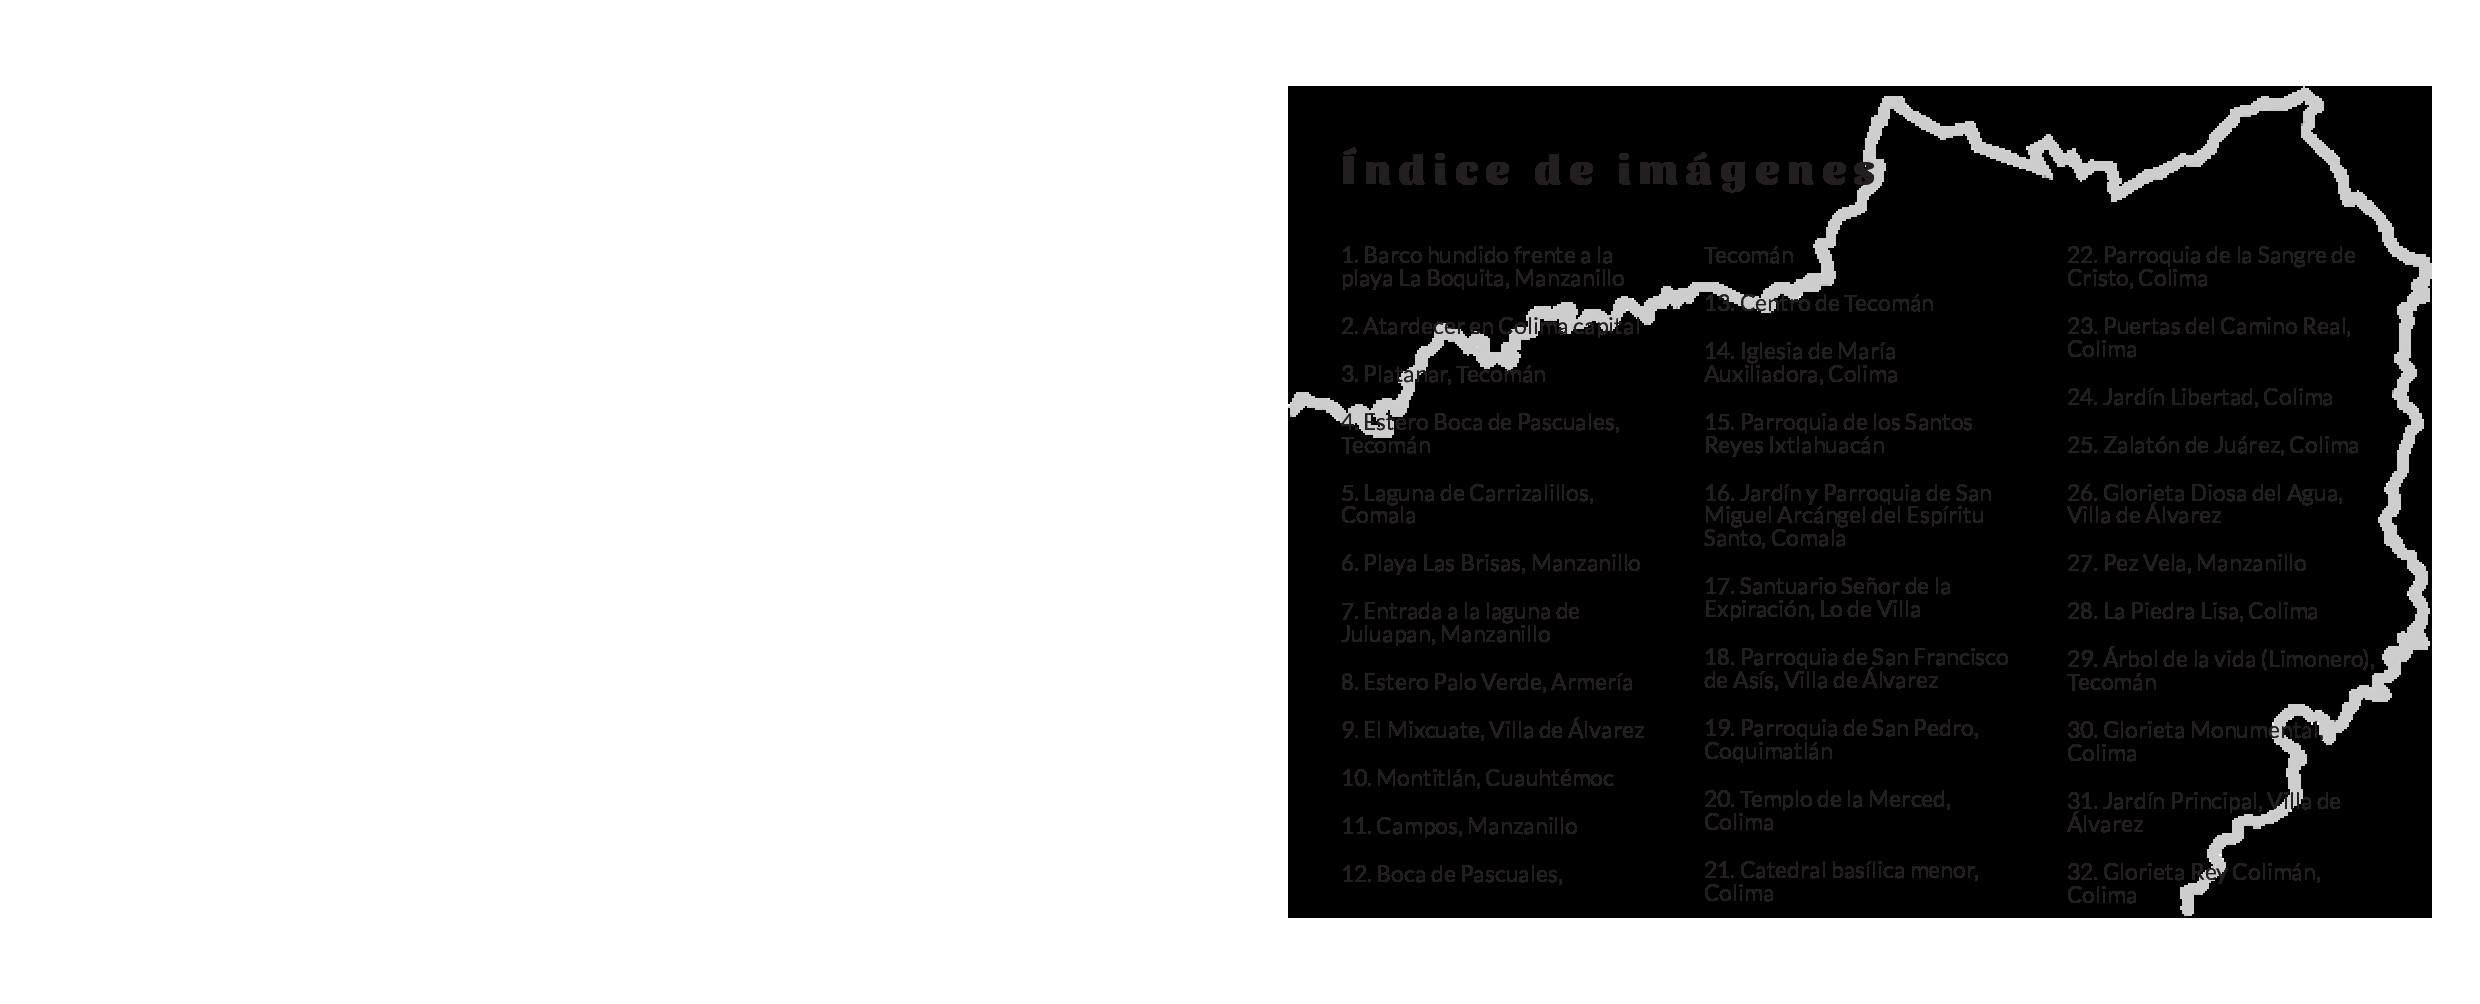 Índice de imágenes
1. Barco hundido frente a la
playa La Boquita, Manzanillo
2. Atardecer en Colima capital
3. Platanar, Tecomán
4. Estero Boca de Pascuales,
Tecomán
5. Laguna de Carrizalillos,
Comala
6. Playa Las Brisas, Manzanillo
7. Entrada a la laguna de
Juluapan, Manzanillo
8. Estero Palo Verde, Armería
9. El Mixcuate, Villa de Álvarez
10. Montitlán, Cuauhtémoc
11. Campos, Manzanillo
12. Boca de Pascuales,
Tecomán
13. Centro de Tecomán
14. Iglesia de María
Auxiliadora, Colima
15. Parroquia de los Santos
Reyes Ixtlahuacán
16. Jardín y Parroquia de San
Miguel Arcángel del Espíritu
Santo, Comala
17. Santuario Señor de la
Expiración, Lo de Villa
18. Parroquia de San Francisco
de Asís, Villa de Álvarez
19. Parroquia de San Pedro,
Coquimatlán
20. Templo de la Merced,
Colima
21. Catedral basílica menor,
Colima
22. Parroquia de la Sangre de
Cristo, Colima
23. Puertas del Camino Real,
Colima
24. Jardín Libertad, Colima
25. Zalatón de Juárez, Colima
26. Glorieta Diosa del Agua,
Villa de Álvarez
27. Pez Vela, Manzanillo
28. La Piedra Lisa, Colima
29. Árbol de la vida (Limonero),
Tecomán
30. Glorieta Monumental,
Colima
31. Jardín Principal, Villa de
Álvarez
32. Glorieta Rey Colimán,
Colima